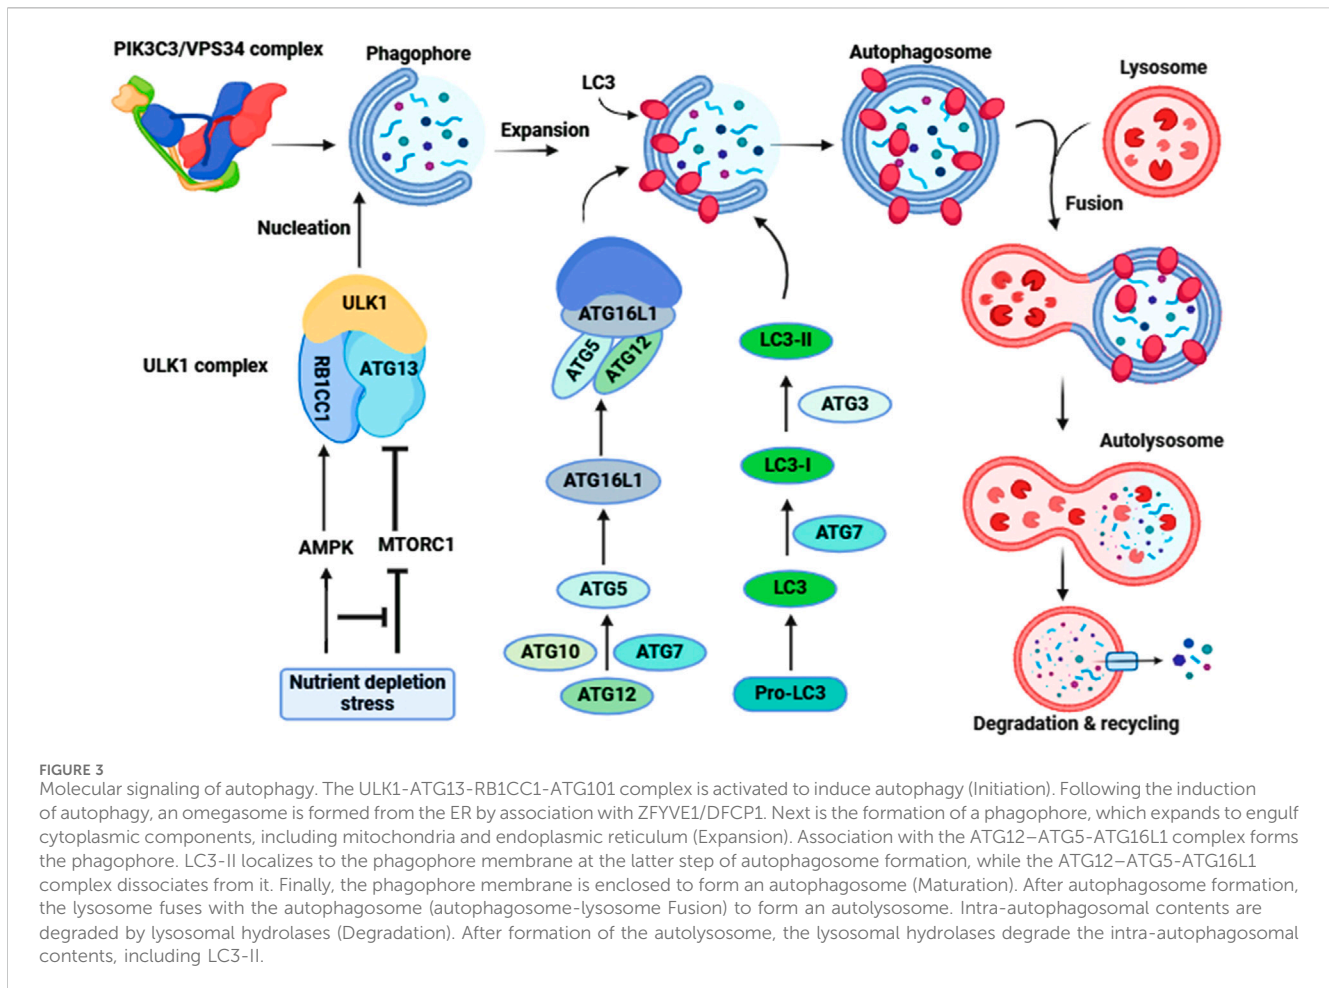 PIK3C3/VPS34 complex
Phagophore
LC3
Autophagosome
Lysosome
Expansion
Fusion
Nucleation
ULK1
ULK1 complex
RB1CC1
ATG13
ATG16L1
ATG5
ATG12
LC3-II
ATG3
LC3-I
ATG16L1
ATG7
AMPK
MTORC1
ATG5
LC3
ATG10
ATG7
ATG12
Pro-LC3
Nutrient depletion
stress
Autolysosome
Degradation & recycling
FIGURE 3
Molecular signaling of autophagy. The ULK1-ATG13-RB1CC1-ATG101 complex is activated to induce autophagy (Initiation). Following the induction
of autophagy, an omegasome is formed from the ER by association with ZFYVE1/DFCP1. Next is the formation of a phagophore, which expands to engulf
cytoplasmic components, including mitochondria and endoplasmic reticulum (Expansion). Association with the ATG12–ATG5-ATG16L1 complex forms
the phagophore. LC3-II localizes to the phagophore membrane at the latter step of autophagosome formation, while the ATG12–ATG5-ATG16L1
complex dissociates from it. Finally, the phagophore membrane is enclosed to form an autophagosome (Maturation). After autophagosome formation,
the lysosome fuses with the autophagosome (autophagosome-lysosome Fusion) to form an autolysosome. Intra-autophagosomal contents are
degraded by lysosomal hydrolases (Degradation). After formation of the autolysosome, the lysosomal hydrolases degrade the intra-autophagosomal
contents, including LC3-II.